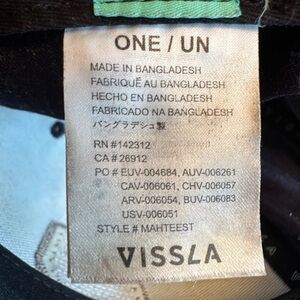 ONE / UN
MADE IN BANGLADESH
FABRIQUÉ AU BANGLADESH
HECHO EN BANGLADESH
FABRICADO NA BANGLADESH
バングラデシュ製
RN #142312
CA # 26912
PO # EUV-004684, AUV-006261
CAV-006061, CHV-006057
ARV-006054, BUV-006083
USV-006051
STYLE # MAHTEEST
VISSLA